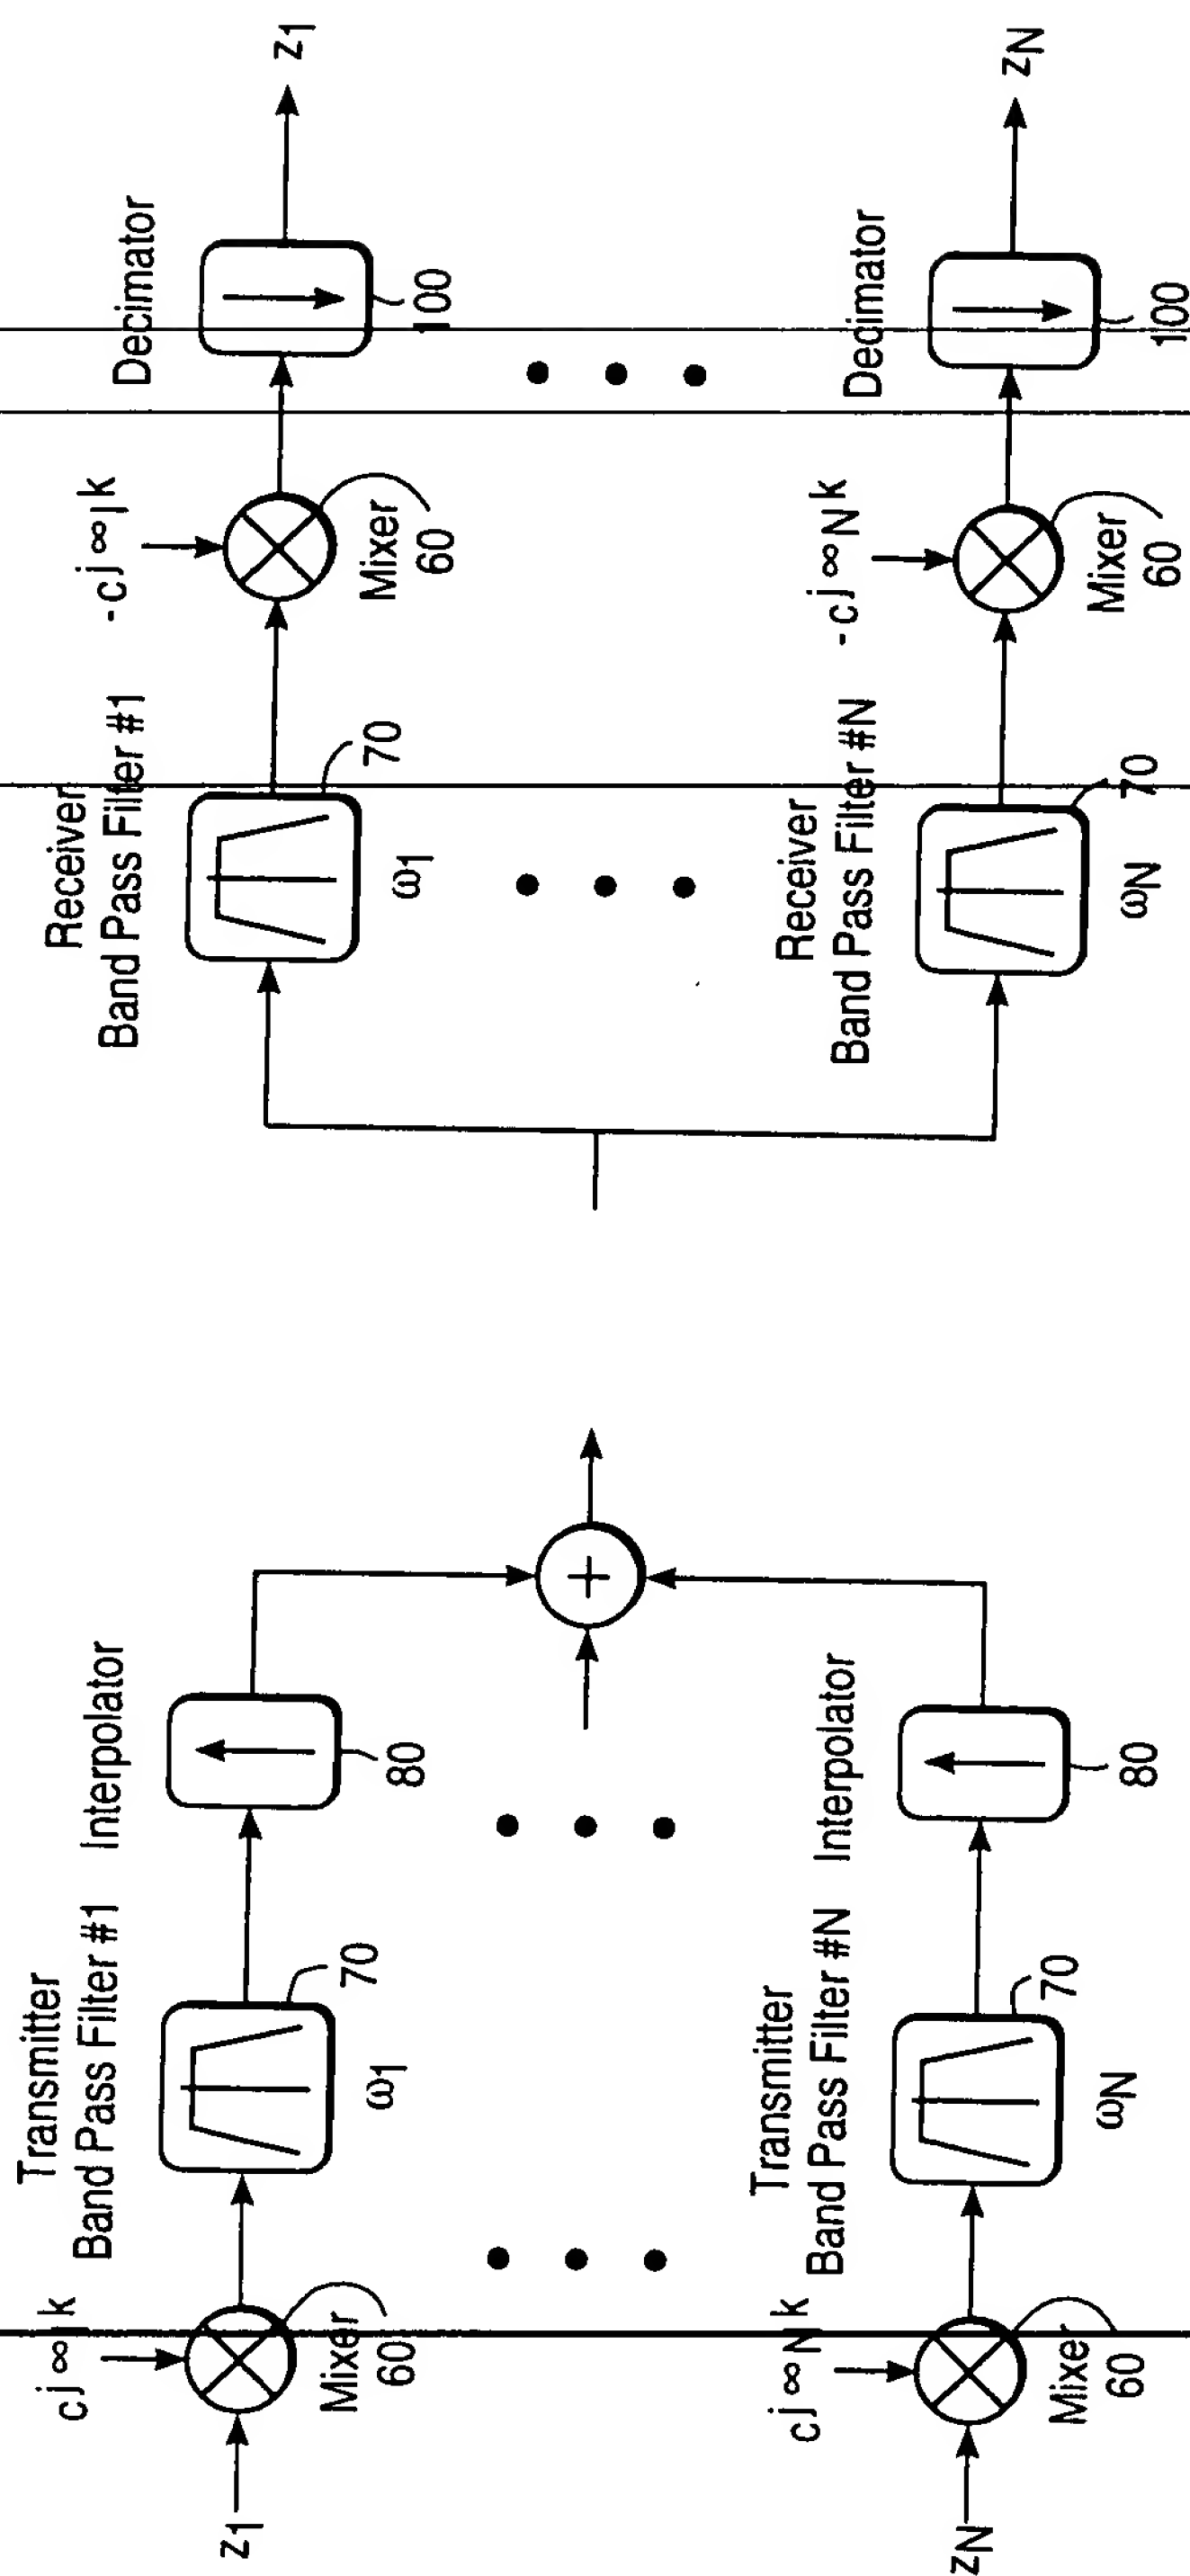 cj∞lk
z1
Mixer
60
Transmitter
Band Pass Filter #1
70
ω1
Interpolator
80
+
cj∞Nk
zN
Mixer
60
Transmitter
Band Pass Filter #N
70
ωN
Interpolator
80
Receiver
Band Pass Filter #1
70
ω1
-cj∞lk
Mixer
60
Decimator
100
z1
Receiver
Band Pass Filter #N
70
ωN
-cj∞Nk
Mixer
60
Decimator
100
zN